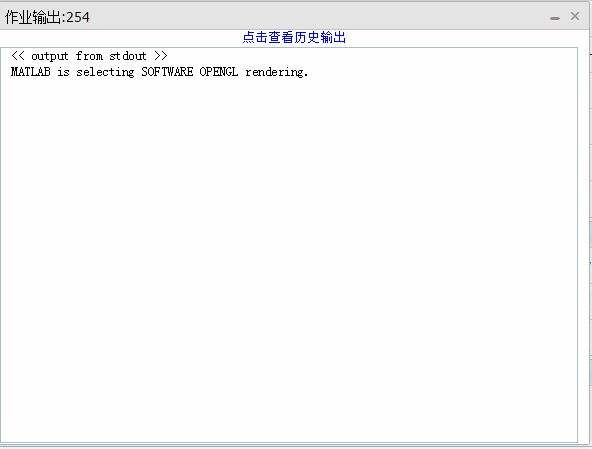 作业输出:254
点击查看历史输出
<< output from stdout >>
MATLAB is selecting SOFTWARE OPENGL rendering.